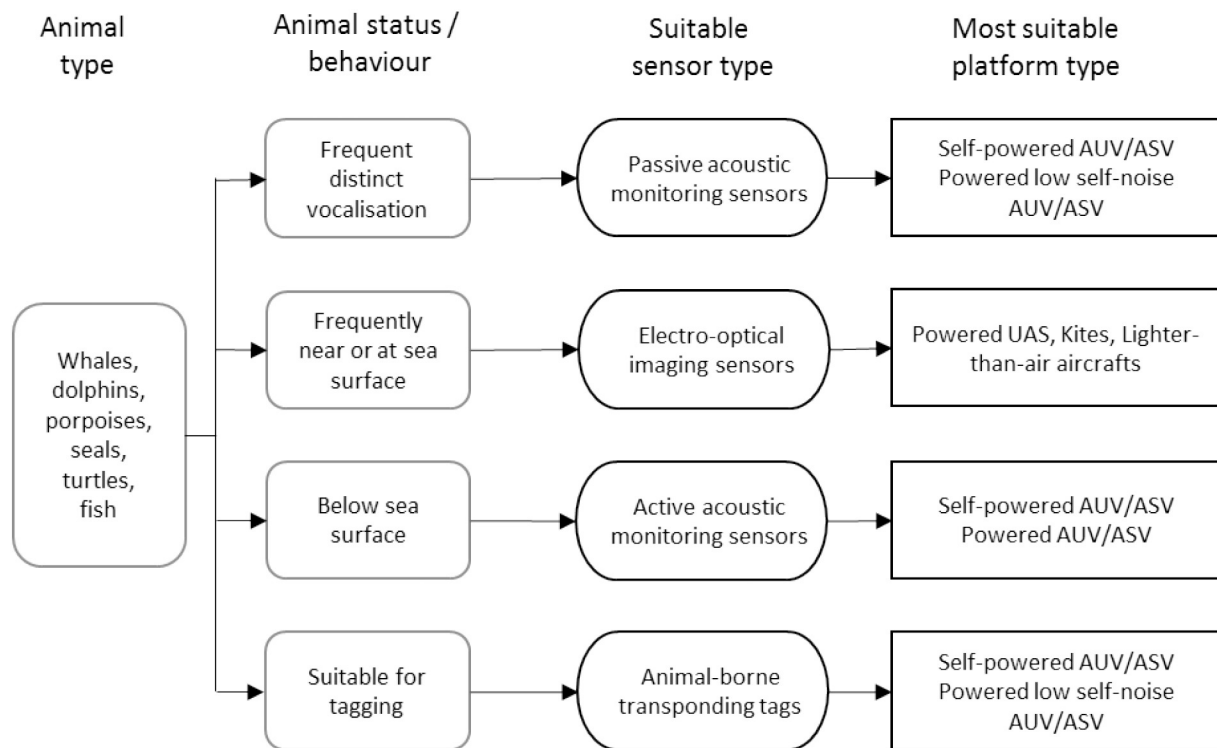 Animal
type
Animal status /
behaviour
Suitable
sensor type
Most suitable
platform type
Whales,
dolphins,
porpoises,
seals,
turtles,
fish
Frequent
distinct
vocalisation
Passive acoustic
monitoring sensors
Self-powered AUV/ASV
Powered low self-noise
AUV/ASV
Frequently
near or at sea
surface
Electro-optical
imaging sensors
Powered UAS, Kites, Lighter-
than-air aircrafts
Below sea
surface
Active acoustic
monitoring sensors
Self-powered AUV/ASV
Powered AUV/ASV
Suitable for
tagging
Animal-borne
transponding tags
Self-powered AUV/ASV
Powered low self-noise
AUV/ASV